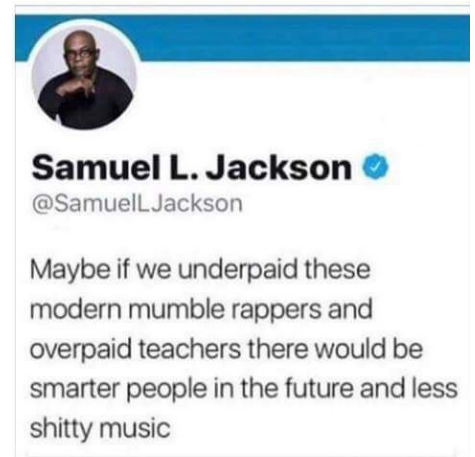 Samuel L. Jackson
@SamuelLJackson
Maybe if we underpaid these
modern mumble rappers and
overpaid teachers there would be
smarter people in the future and less
shitty music